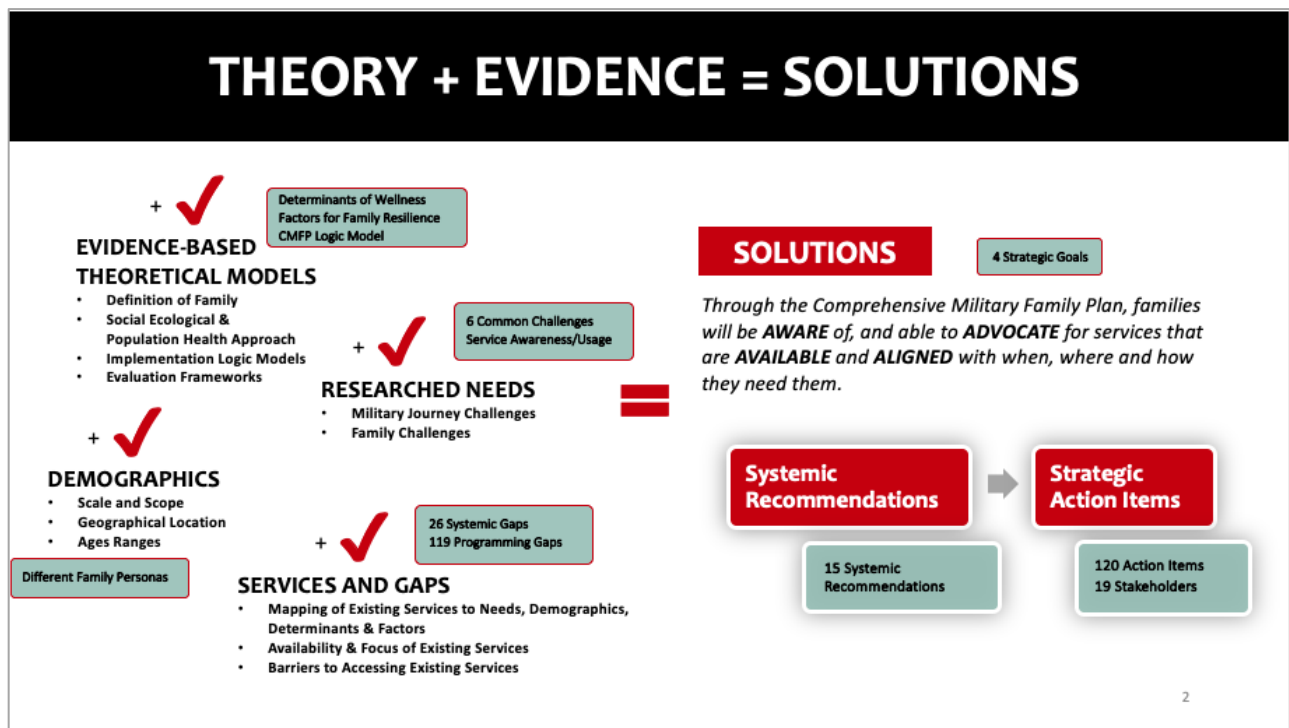 THEORY + EVIDENCE = SOLUTIONS
+
Determinants of Wellness
Factors for Family Resilience
CMFP Logic Model
EVIDENCE-BASED
THEORETICAL MODELS
• Definition of Family
• Social Ecological &
Population Health Approach
• Implementation Logic Models
• Evaluation Frameworks
+
6 Common Challenges
Service Awareness/Usage
RESEARCHED NEEDS
• Military Journey Challenges
• Family Challenges
+
DEMOGRAPHICS
• Scale and Scope
• Geographical Location
• Ages Ranges
Different Family Personas
+
26 Systemic Gaps
119 Programming Gaps
SERVICES AND GAPS
• Mapping of Existing Services to Needs, Demographics,
Determinants & Factors
• Availability & Focus of Existing Services
• Barriers to Accessing Existing Services
=
SOLUTIONS
4 Strategic Goals
Through the Comprehensive Military Family Plan, families
will be AWARE of, and able to ADVOCATE for services that
are AVAILABLE and ALIGNED with when, where and how
they need them.
Systemic
Recommendations
15 Systemic
Recommendations
Strategic
Action Items
120 Action Items
19 Stakeholders
2